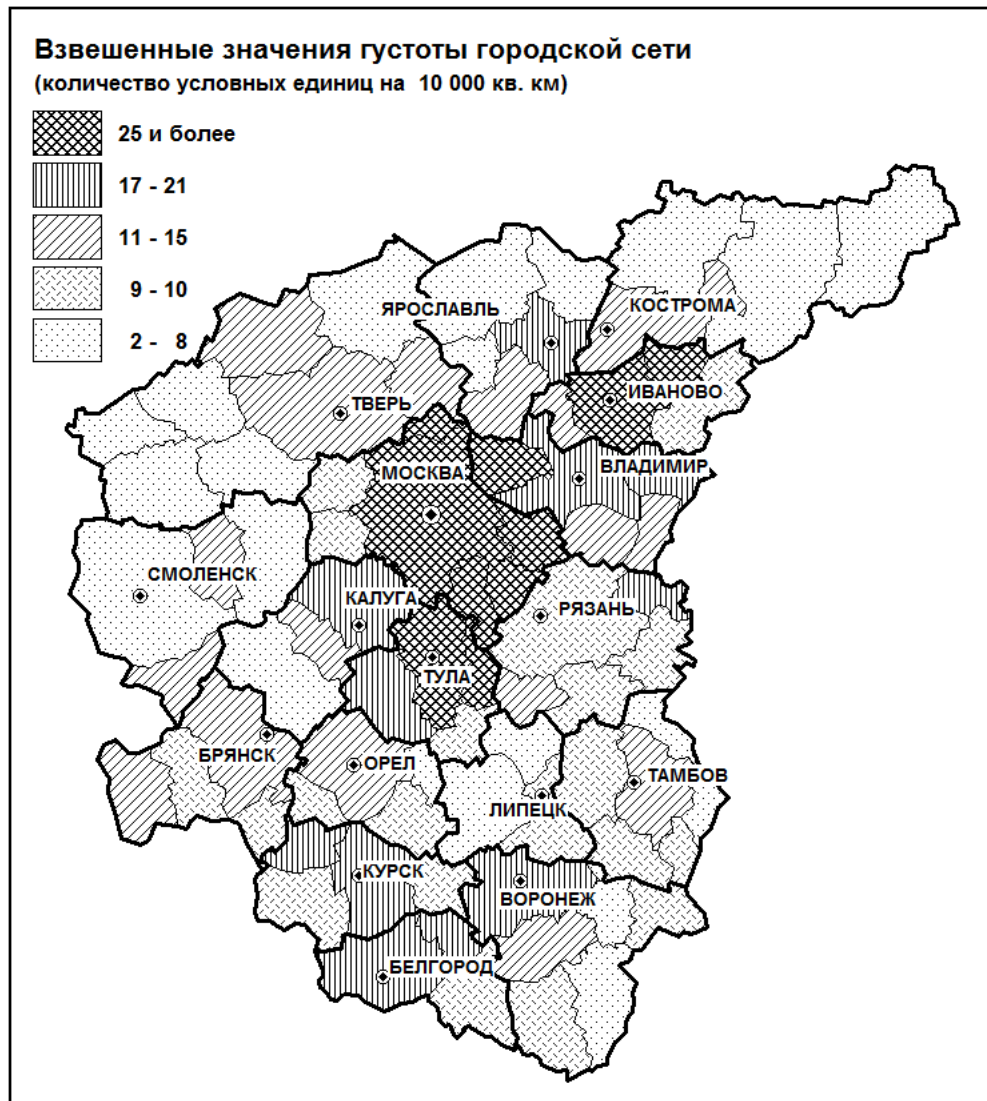 Взвешенные значения густоты городской сети
(количество условных единиц на 10 000 кв. км)
25 и более
17 - 21
11 - 15
9 - 10
2 - 8
ЯРОСЛАВЛЬ
КОСТРОМА
ИВАНОВО
ТВЕРЬ
МОСКВА
ВЛАДИМИР
СМОЛЕНСК
КАЛУГА
РЯЗАНЬ
ТУЛА
БРЯНСК
ОРЕЛ
ТАМБОВ
ЛИПЕЦК
КУРСК
ВОРОНЕЖ
БЕЛГОРОД